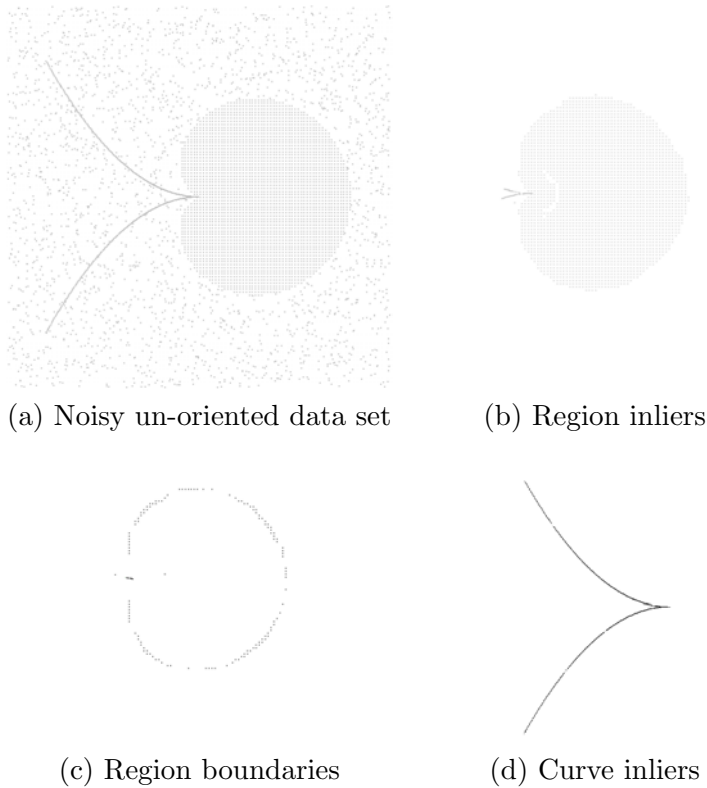 (a) Noisy un-oriented data set
(b) Region inliers
(c) Region boundaries
(d) Curve inliers